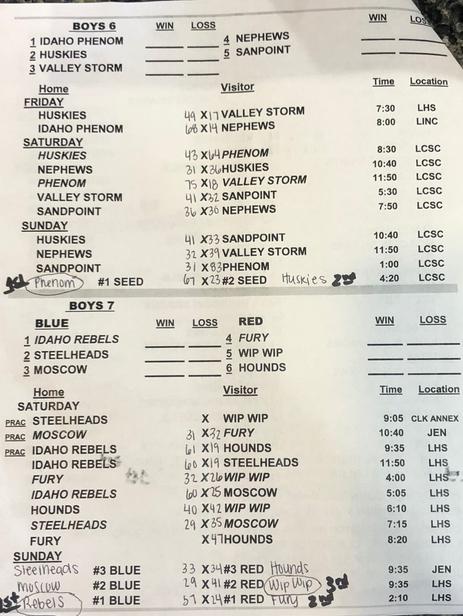 BOYS 6 WIN LOSS WIN LOSS
1 IDAHO PHENOM 4 NEPHEWS
2 HUSKIES 5 SANPOINT
3 VALLEY STORM
Home Visitor Time Location
FRIDAY
HUSKIES 49 X 17 VALLEY STORM 7:30 LHS
IDAHO PHENOM 68 X 14 NEPHEWS 8:00 LINC
SATURDAY
HUSKIES 43 X 64 PHENOM 8:30 LCSC
NEPHEWS 31 X 36 HUSKIES 10:40 LCSC
PHENOM 75 X 18 VALLEY STORM 11:50 LCSC
VALLEY STORM 41 X 32 SANPOINT 5:30 LCSC
SANDPOINT 36 X 30 NEPHEWS 7:50 LCSC
SUNDAY
HUSKIES 41 X 33 SANDPOINT 10:40 LCSC
NEPHEWS 32 X 39 VALLEY STORM 11:50 LCSC
SANDPOINT 31 X 83 PHENOM 1:00 LCSC
1st Phenom #1 SEED 67 X 23 #2 SEED Huskies 2nd 4:20 LCSC
BOYS 7
BLUE WIN LOSS RED WIN LOSS
1 IDAHO REBELS 4 FURY
2 STEELHEADS 5 WIP WIP
3 MOSCOW 6 HOUNDS
Home Visitor Time Location
SATURDAY
PRAC STEELHEADS X WIP WIP 9:05 CLK ANNEX
PRAC MOSCOW 31 X 32 FURY 10:40 JEN
PRAC IDAHO REBELS 61 X 19 HOUNDS 9:35 LHS
IDAHO REBELS 60 X 19 STEELHEADS 11:50 LHS
FURY 32 X 26 WIP WIP 4:00 LHS
IDAHO REBELS 60 X 25 MOSCOW 5:05 LHS
HOUNDS 40 X 42 WIP WIP 6:10 LHS
STEELHEADS 29 X 35 MOSCOW 7:15 LHS
FURY X 47 HOUNDS 8:20 LHS
SUNDAY
Steelheads #3 BLUE 33 X 34 #3 RED Hounds 9:35 JEN
Moscow #2 BLUE 29 X 41 #2 RED Wip Wip 3rd 9:35 LHS
1st Rebels #1 BLUE 57 X 24 #1 RED Fury 2nd 2:10 LHS